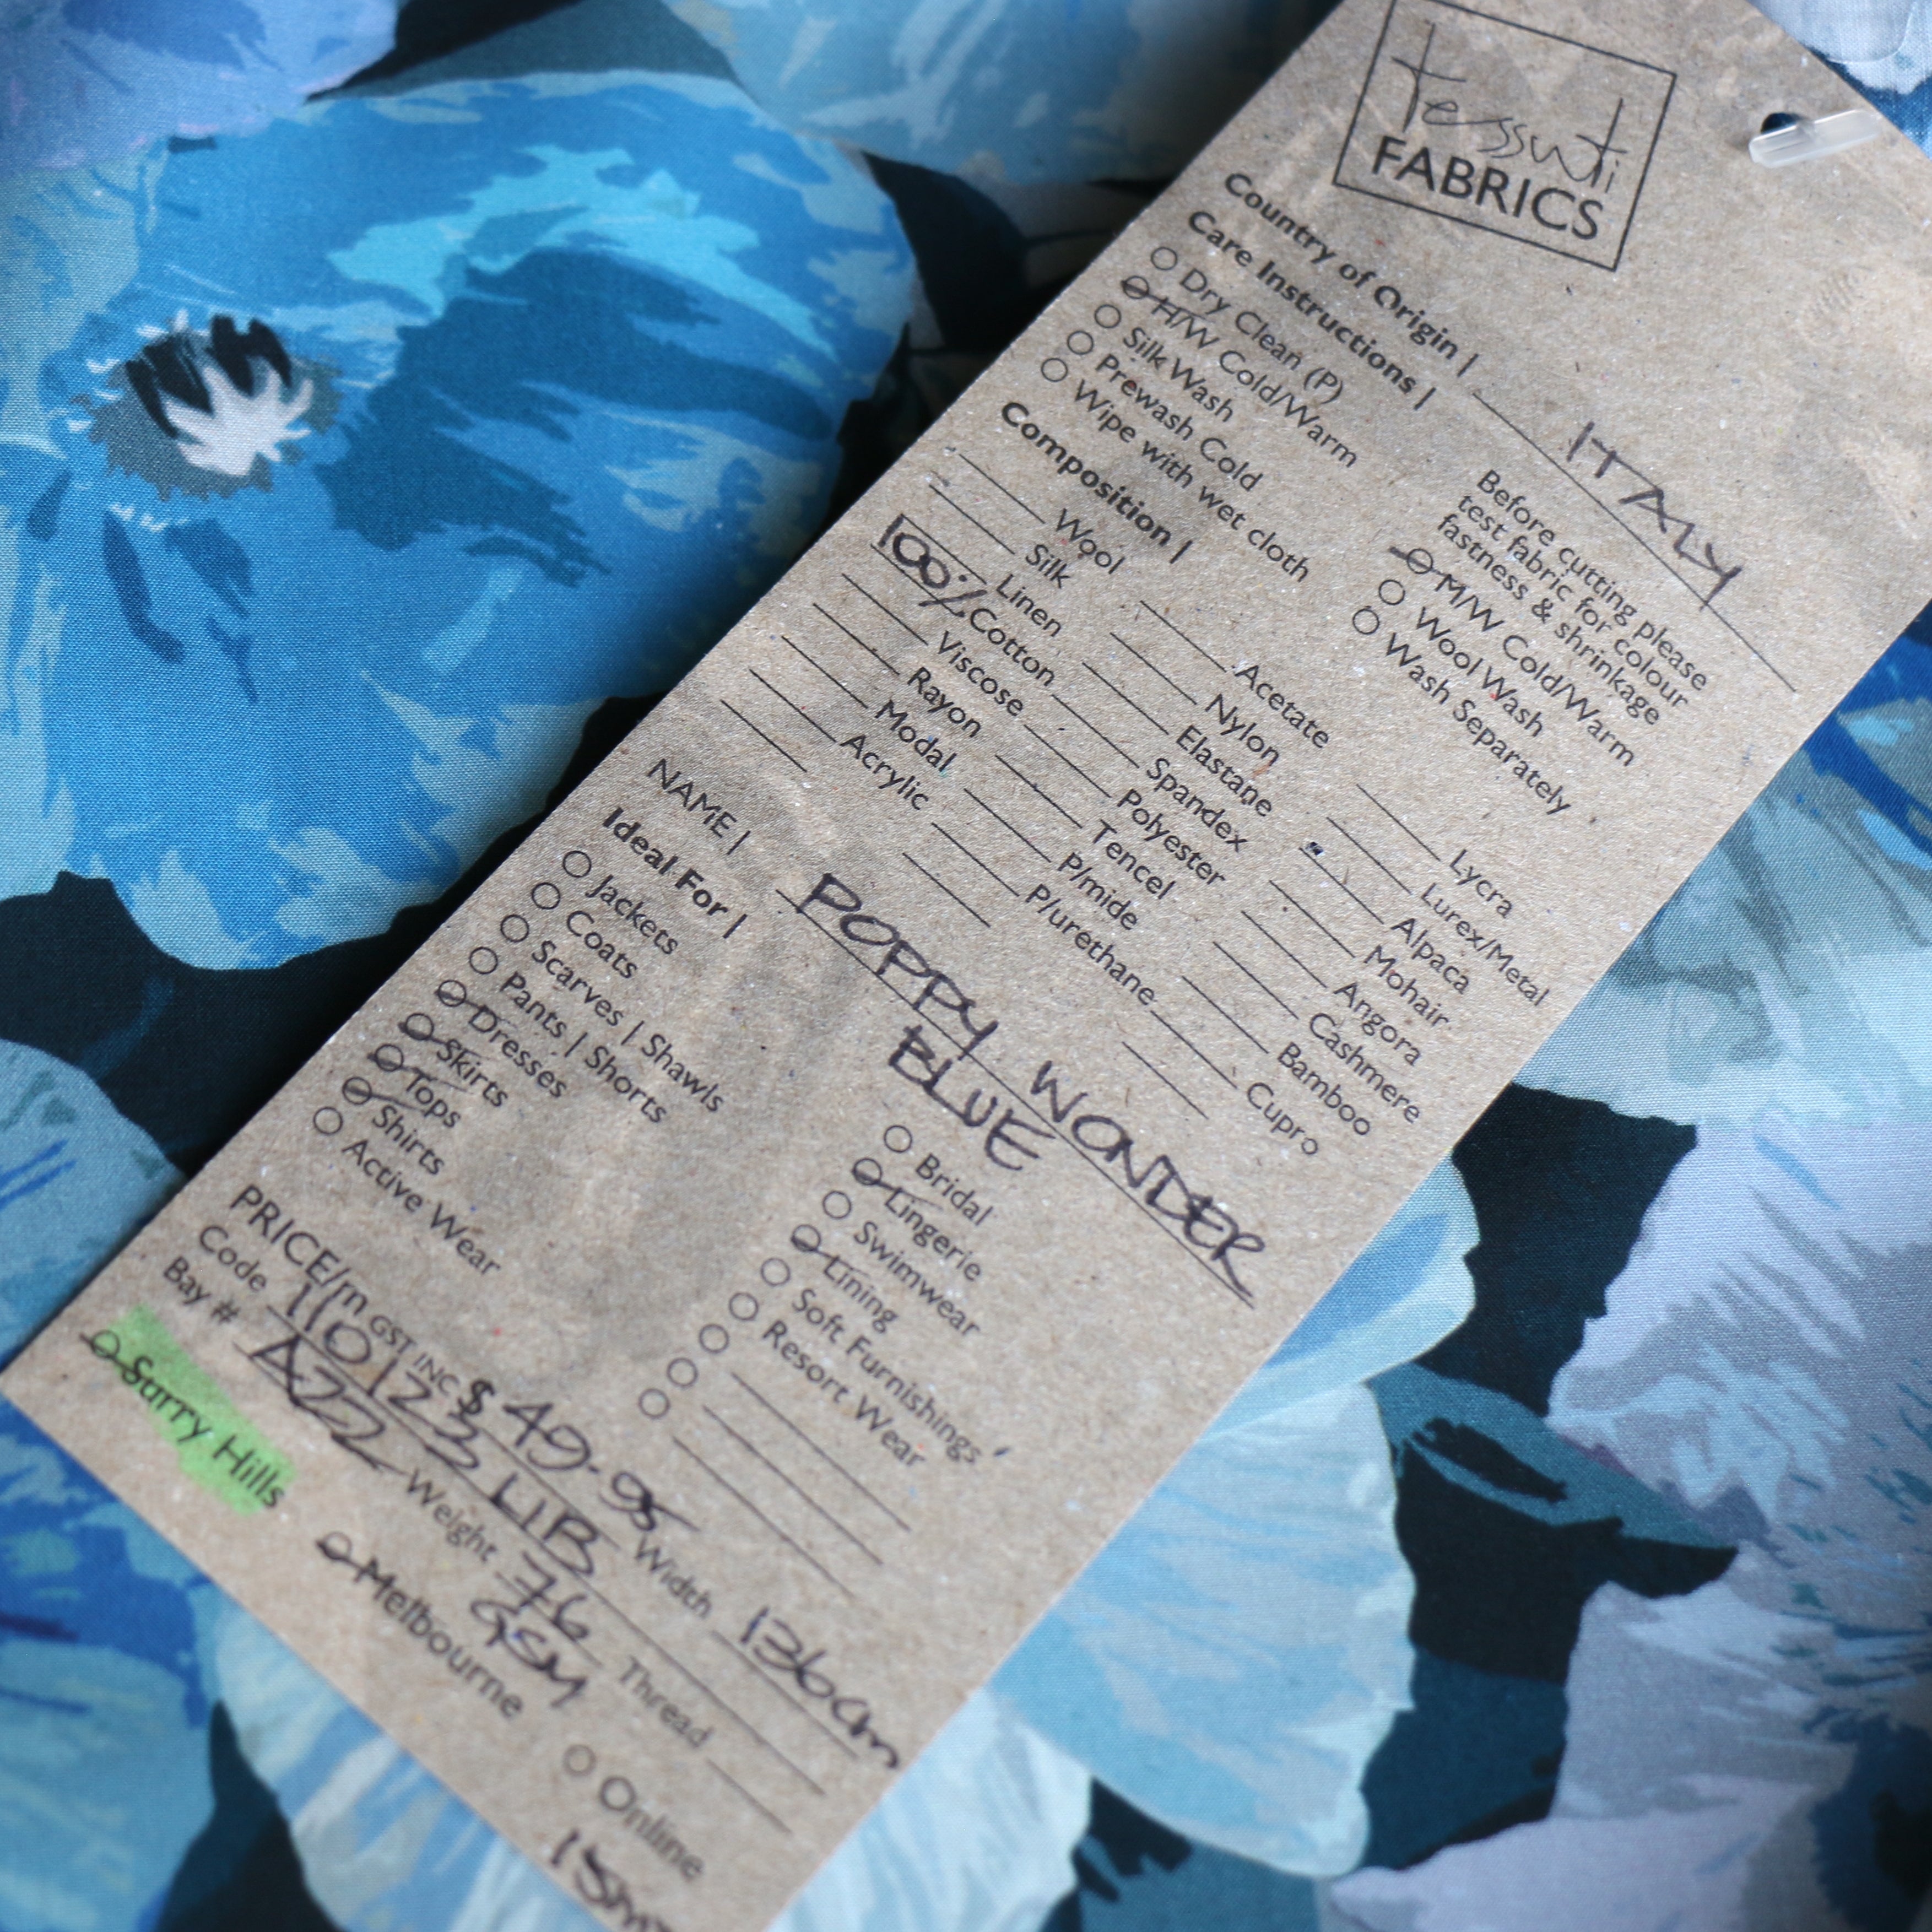 tessuti
FABRICS
Country of Origin | ITALY
Care Instructions |
Before cutting please
test fabric for colour
fastness & shrinkage
Dry Clean (P)
H/W Cold/Warm
Silk Wash
Prewash Cold
Wipe with wet cloth
M/W Cold/Warm
Wool Wash
Wash Separately
Composition |
Wool
Silk
Linen
100% Cotton
Viscose
Rayon
Modal
Acrylic
Acetate
Nylon
Elastane
Spandex
Polyester
Tencel
P/mide
P/urethane
Lycra
Lurex/Metal
Alpaca
Mohair
Angora
Cashmere
Bamboo
Cupro
NAME | POPPY WONDER
BLUE
Ideal For |
Jackets
Coats
Scarves | Shawls
Pants | Shorts
Dresses
Skirts
Tops
Shirts
Active Wear
Bridal
Lingerie
Swimwear
Lining
Soft Furnishings
Resort Wear
PRICE/m GST INC $ 49.95 Width 136cm
Code 110123 LIB
Bay # A22 Weight 76 GSM Thread
Surry Hills Melbourne Online